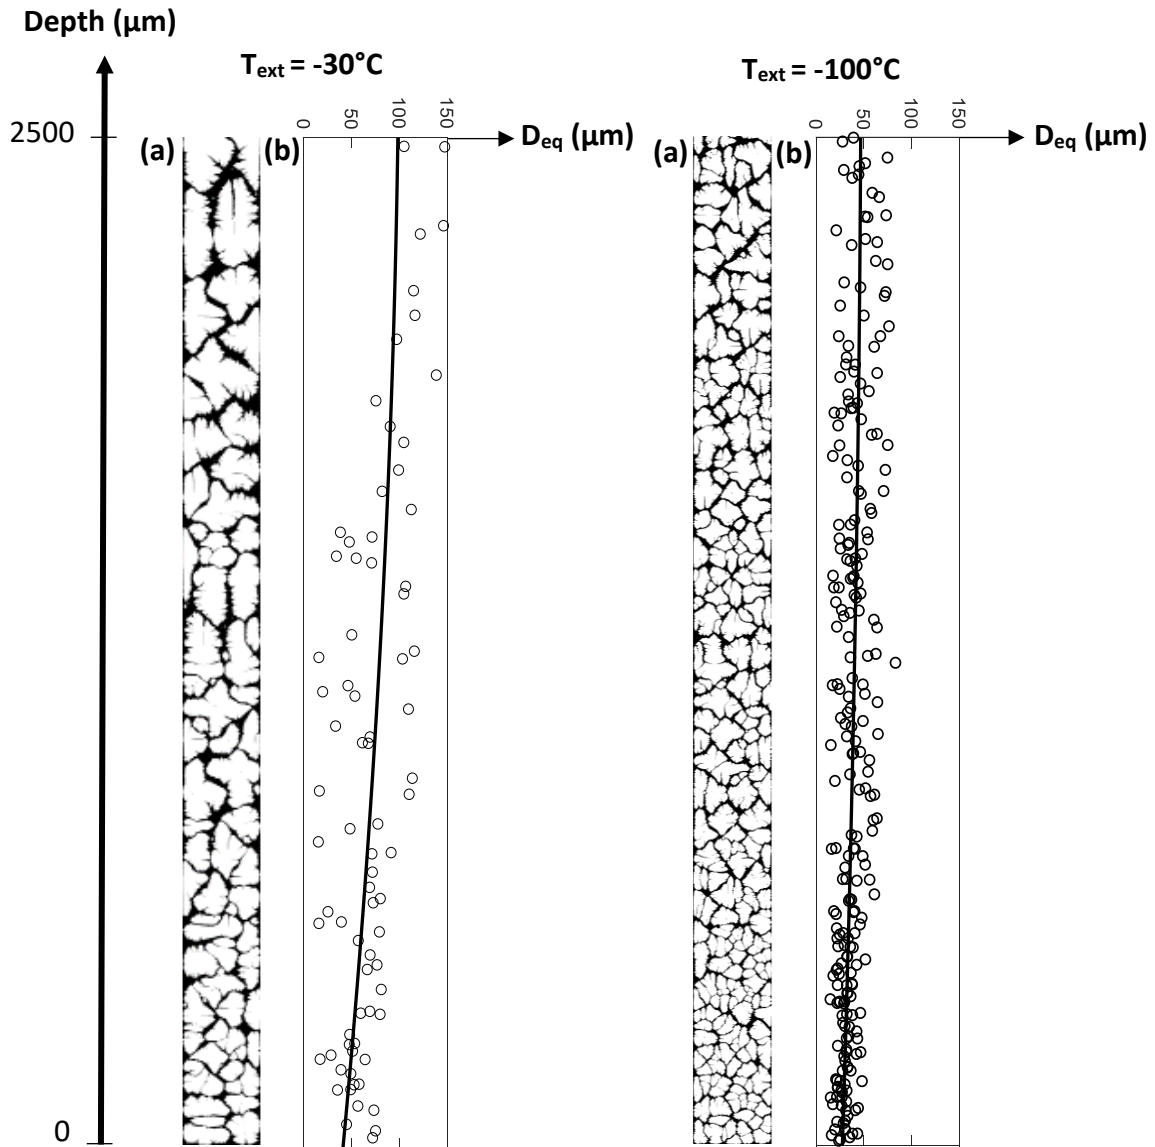 Depth (µm)
T_ext = -30°C
T_ext = -100°C
0 50 100 150
0 50 100 150
2500 (a) (b) D_eq (µm) (a) (b) D_eq (µm)
0